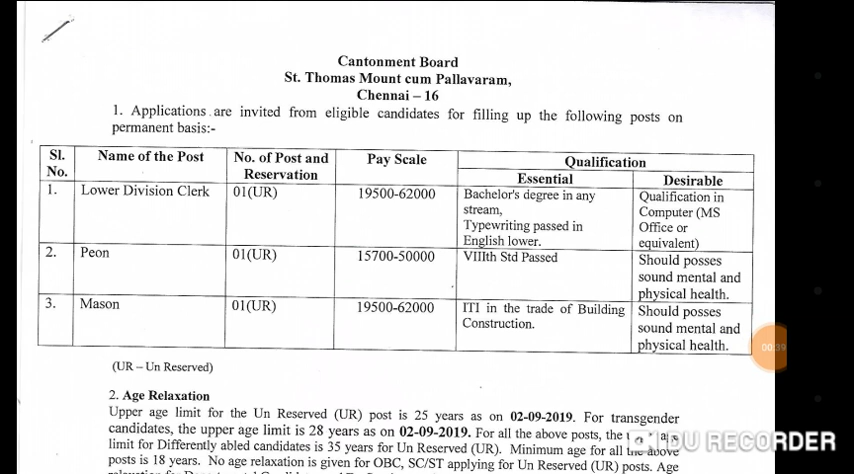 Cantonment Board
St. Thomas Mount cum Pallavaram,
Chennai – 16
1. Applications are invited from eligible candidates for filling up the following posts on
permanent basis:-
Sl. No. Name of the Post No. of Post and Reservation Pay Scale Qualification
Essential Desirable
1. Lower Division Clerk 01(UR) 19500-62000 Bachelor's degree in any stream, Typewriting passed in English lower. Qualification in Computer (MS Office or equivalent)
2. Peon 01(UR) 15700-50000 VIIIth Std Passed Should posses sound mental and physical health.
3. Mason 01(UR) 19500-62000 ITI in the trade of Building Construction. Should posses sound mental and physical health.
(UR – Un Reserved)
2. Age Relaxation
Upper age limit for the Un Reserved (UR) post is 25 years as on 02-09-2019. For transgender
candidates, the upper age limit is 28 years as on 02-09-2019. For all the above posts, the
limit for Differently abled candidates is 35 years for Un Reserved (UR). Minimum age for all the above
posts is 18 years. No age relaxation is given for OBC, SC/ST applying for Un Reserved (UR) posts. Age
00:39
DU RECORDER